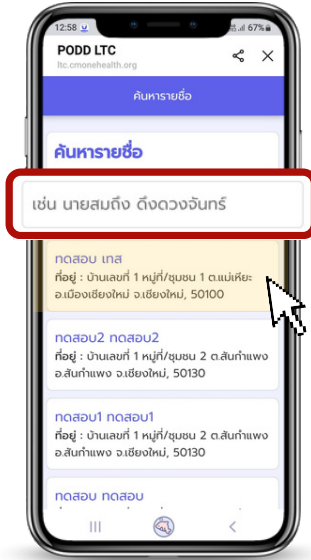 12:58
67%
PODD LTC
ltc.cmonehealth.org
ค้นหารายชื่อ
ค้นหารายชื่อ
เช่น นายสมถึง ดึงดวงจันทร์
ทดสอบ เทส
ที่อยู่ : บ้านเลขที่ 1 หมู่ที่/ชุมชน 1 ต.แม่เหียะ
อ.เมืองเชียงใหม่ จ.เชียงใหม่, 50100
ทดสอบ2 ทดสอบ2
ที่อยู่ : บ้านเลขที่ 1 หมู่ที่/ชุมชน 2 ต.สันกำแพง
อ.สันกำแพง จ.เชียงใหม่, 50130
ทดสอบ1 ทดสอบ1
ที่อยู่ : บ้านเลขที่ 1 หมู่ที่/ชุมชน 2 ต.สันกำแพง
อ.สันกำแพง จ.เชียงใหม่, 50130
ทดสอบ ทดสอบ